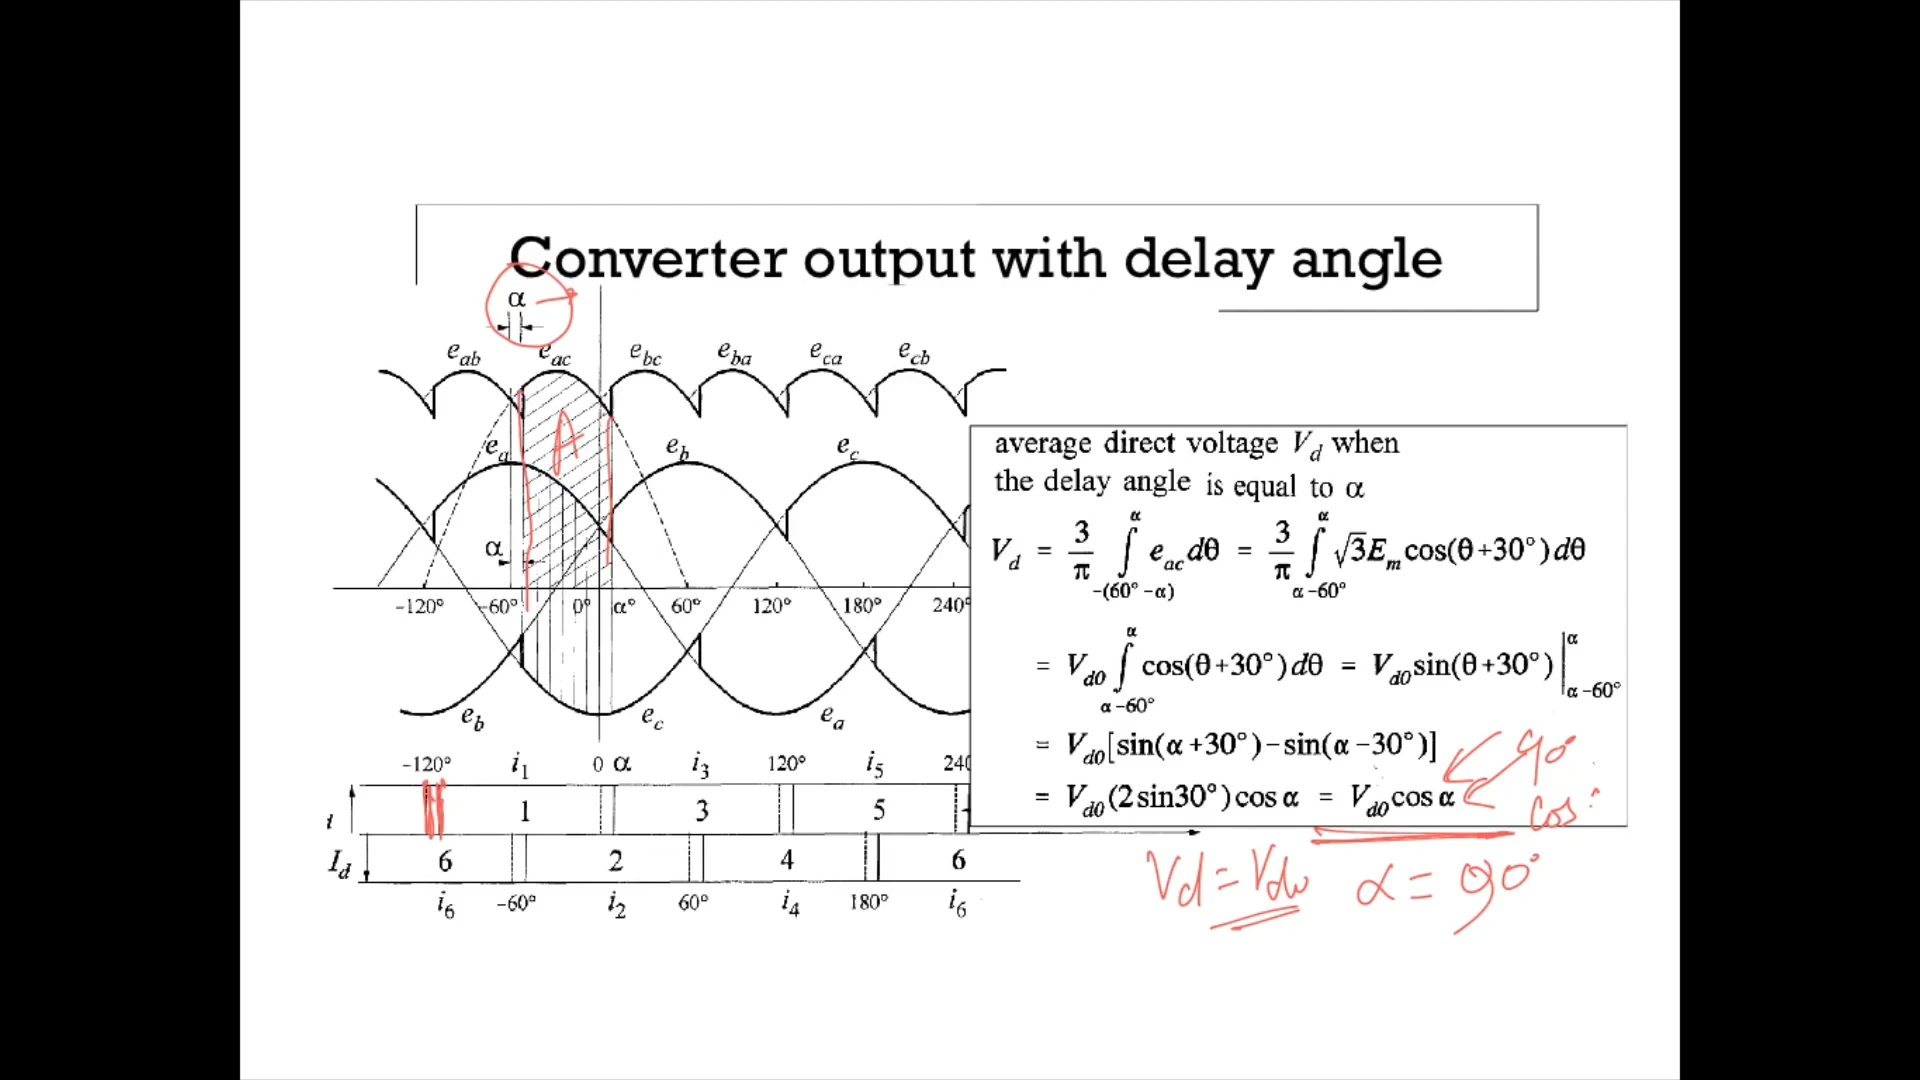 Converter output with delay angle
α
e_ab e_ac e_bc e_ba e_ca e_cb
e_a e_b e_c
A
α
-120° -60° 0° α° 60° 120° 180° 240°
e_b e_c e_a
-120° i_1 0 α i_3 120° i_5 240
i 1 3 5
I_d 6 2 4 6
i_6 -60° i_2 60° i_4 180° i_6
average direct voltage V_d when
the delay angle is equal to α
V_d = 3/π ∫_{-(60°-α)}^{α} e_ac dθ = 3/π ∫_{α-60°}^{α} √3E_m cos(θ+30°)dθ
= V_d0 ∫_{α-60°}^{α} cos(θ+30°)dθ = V_d0 sin(θ+30°)|_{α-60°}^{α}
= V_d0[sin(α+30°)-sin(α-30°)]
= V_d0(2sin30°)cosα = V_d0cosα
90°
cos
Vd = Vdo α = 90°